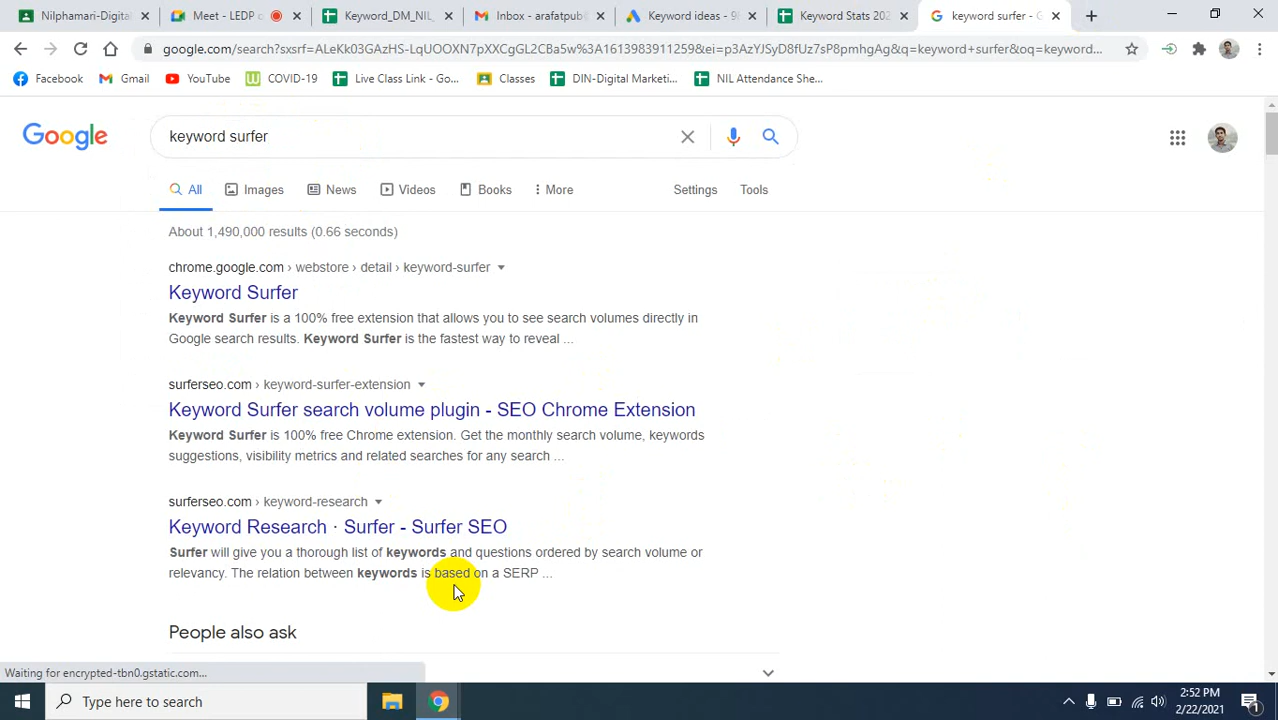 Nilphamari-Digital
Meet - LEDP
Keyword_DM_NIL_
Inbox - arafatpub@
Keyword ideas - 9
Keyword Stats 202
keyword surfer - G
google.com/search?sxsrf=ALeKk03GAzHS-LqUOOXN7pXXCgGL2CBa5w%3A1613983911259&ei=p3AzYJSyD8fUz7sP8pmhgAg&q=keyword+surfer&oq=keyword...
Facebook
Gmail
YouTube
COVID-19
Live Class Link - Go...
Classes
DIN-Digital Marketi...
NIL Attendance She...
Google
keyword surfer
All
Images
News
Videos
Books
More
Settings
Tools
About 1,490,000 results (0.66 seconds)
chrome.google.com › webstore › detail › keyword-surfer
Keyword Surfer
Keyword Surfer is a 100% free extension that allows you to see search volumes directly in
Google search results. Keyword Surfer is the fastest way to reveal ...
surferseo.com › keyword-surfer-extension
Keyword Surfer search volume plugin - SEO Chrome Extension
Keyword Surfer is 100% free Chrome extension. Get the monthly search volume, keywords
suggestions, visibility metrics and related searches for any search ...
surferseo.com › keyword-research
Keyword Research · Surfer - Surfer SEO
Surfer will give you a thorough list of keywords and questions ordered by search volume or
relevancy. The relation between keywords is based on a SERP ...
People also ask
Waiting for encrypted-tbn0.gstatic.com...
Type here to search
2:52 PM
2/22/2021
1